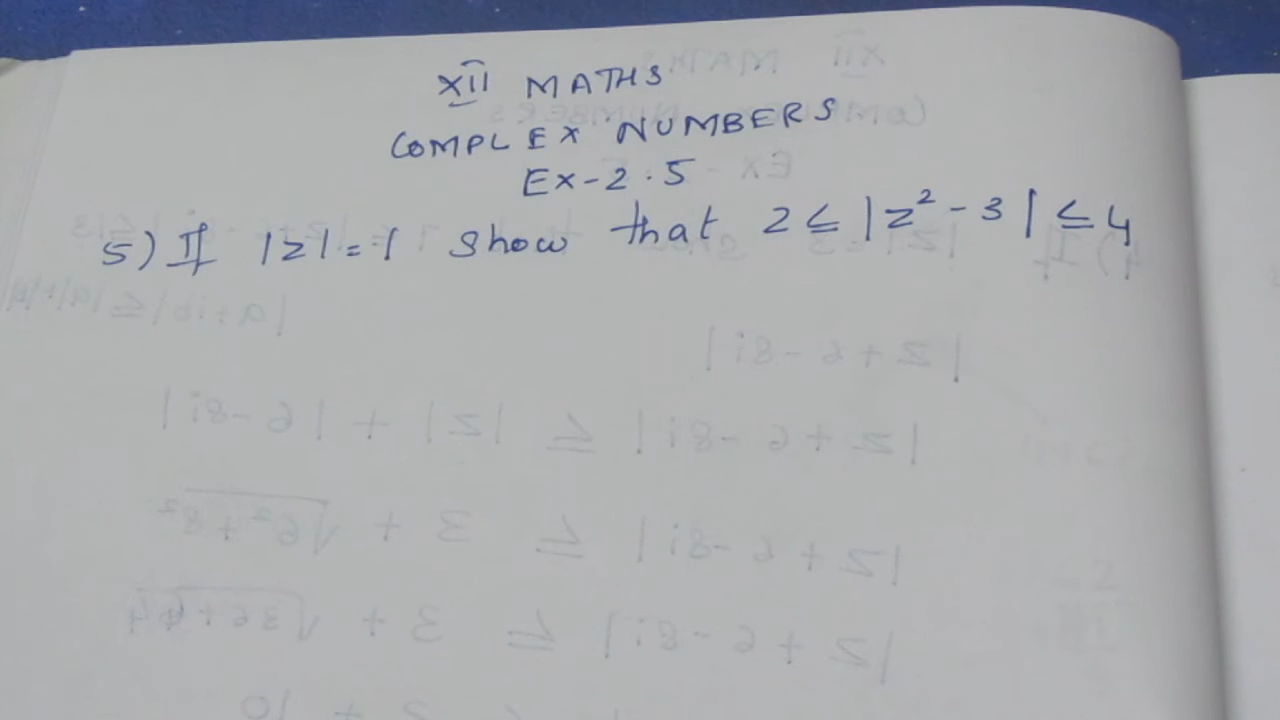 XII MATHS
COMPLEX NUMBERS
Ex-2.5
5) If |z| = 1 show that 2 ≤ |z² - 3| ≤ 4